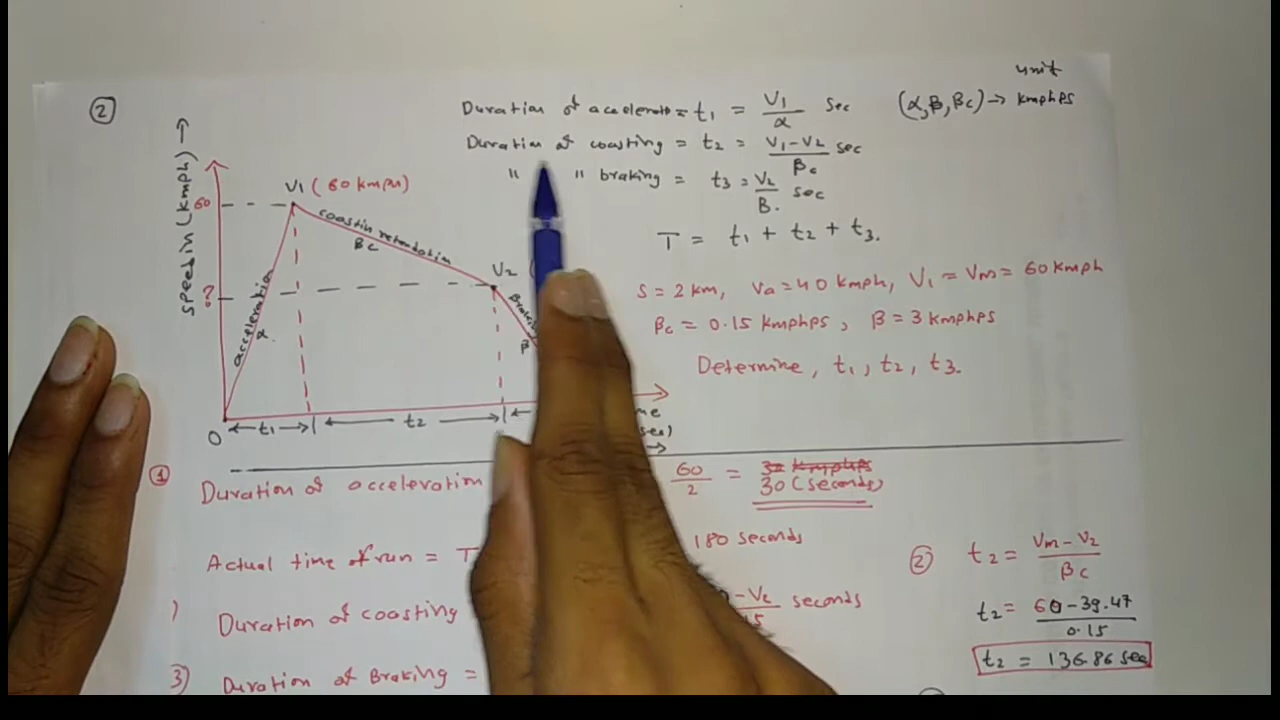 unit
②
Duration of acceleratn = t1 = V1/α Sec (α, β, βc) → kmphps
Duration of coasting = t2 = V1-V2/βc sec
" " braking = t3 = V2/β. sec
T = t1 + t2 + t3.
speed in (kmph) →
V1 (60 kmph)
60
coastin retardation
βc
V2
?
acceleration
α
β
S = 2 km, Va = 40 kmph, V1 = Vm = 60 kmph
βc = 0.15 kmphps, β = 3 kmphps
Determine, t1, t2, t3.
O
t1
t2
① Duration of acceleration 60/2 = 30 (seconds)
Actual time of run = T 180 seconds
) Duration of coasting - V2 seconds
3) Duration of Braking =
② t2 = Vm - V2/βc
t2 = 60 - 39.47/0.15
t2 = 136.86 sec